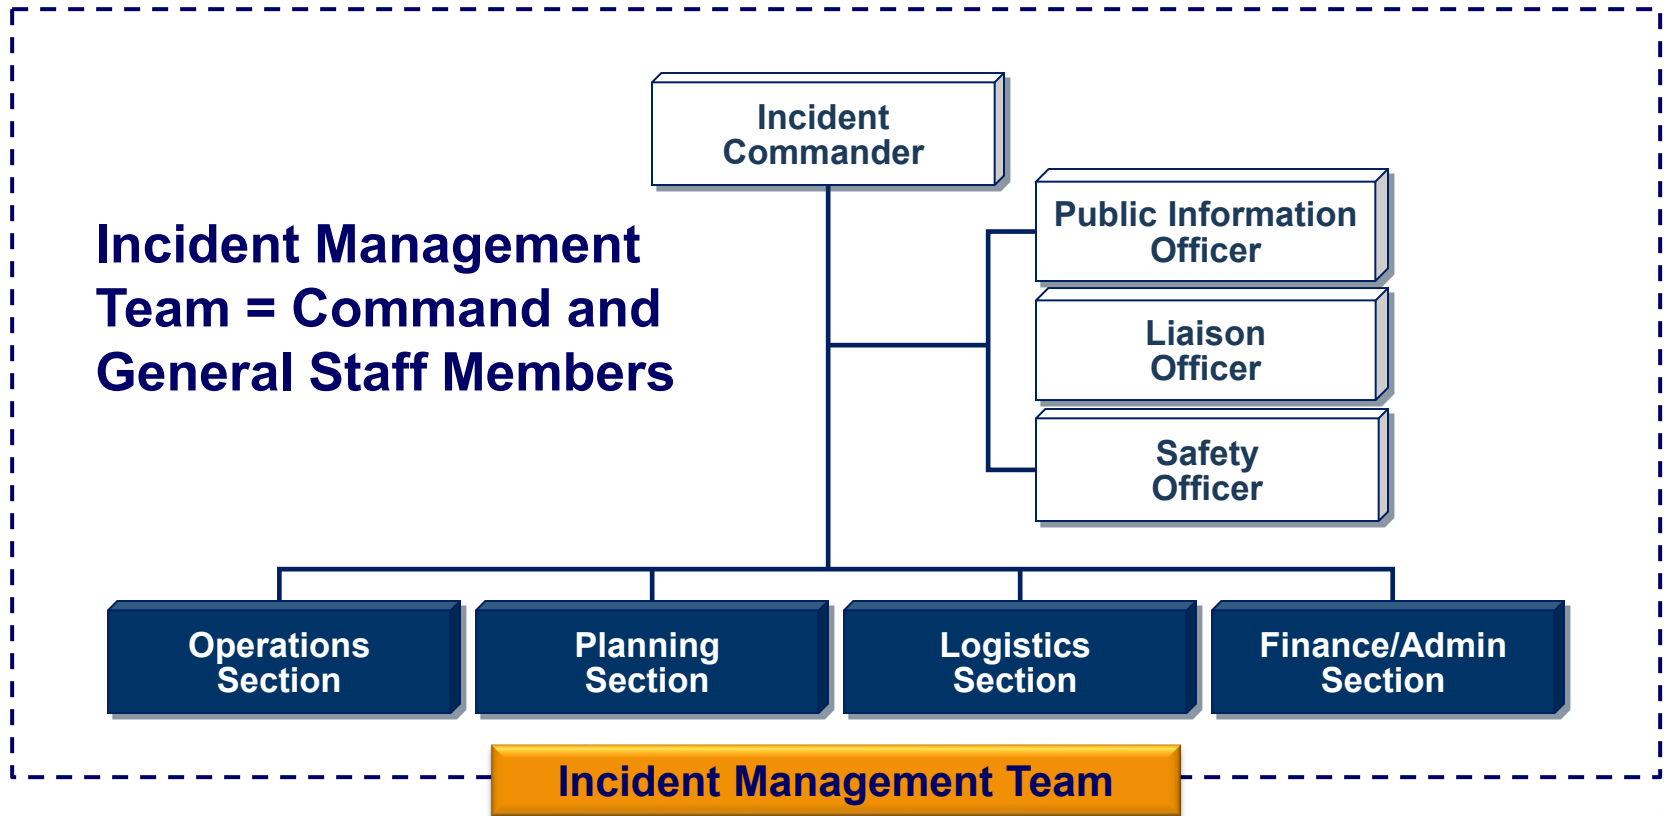 Incident
Commander
Public Information
Officer
Incident Management
Team = Command and
General Staff Members
Liaison
Officer
Safety
Officer
Operations
Section
Planning
Section
Logistics
Section
Finance/Admin
Section
Incident Management Team